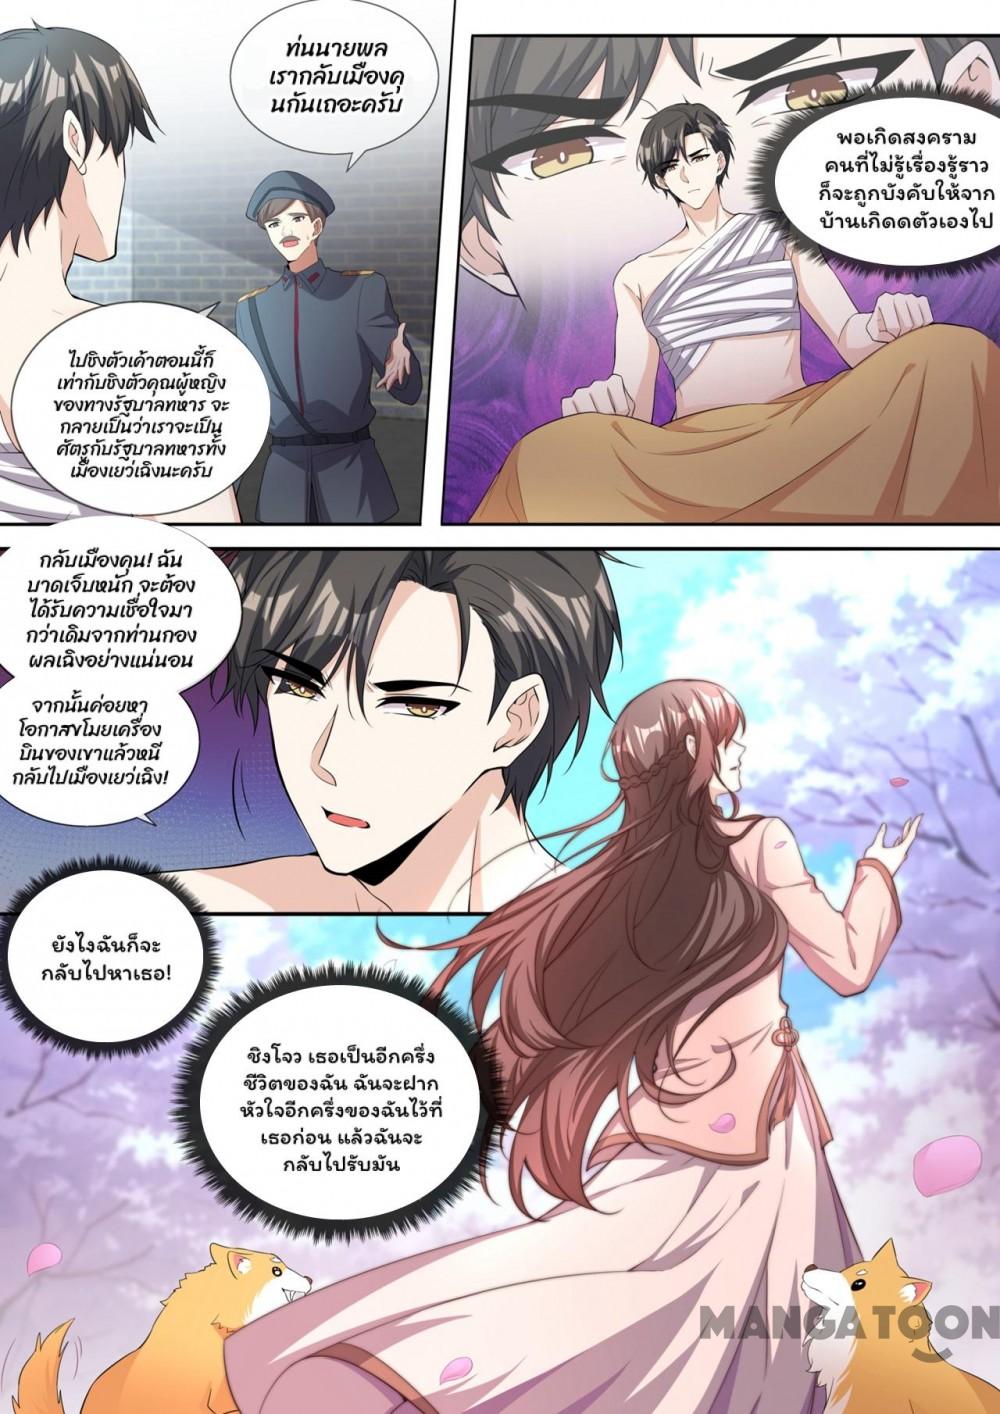 ท่านนายพล
เรากลับเมืองคุ
นกันเถอะครับ
ไปชิงตัวเค้าตอนนี้ก็
เท่ากับชิงตัวคุณผู้หญิง
ของทางรัฐบาลทหาร จะ
กลายเป็นว่าเราจะเป็น
ศัตรูกับรัฐบาลทหารทั้ง
เมืองเยว่เฉิงนะครับ
พอเกิดสงคราม
คนที่ไม่รู้เรื่องรู้ราว
ก็จะถูกบังคับให้จาก
บ้านเกิดดตัวเองไป
กลับเมืองคุน! ฉัน
บาดเจ็บหนัก จะต้อง
ได้รับความเชื่อใจมา
กว่าเดิมจากท่านกอง
ผลเฉิงอย่างแน่นอน
จากนั้นค่อยหา
โอกาสขโมยเครื่อง
บินของเขาแล้วหนี
กลับไปเมืองเยว่เฉิง!
ยังไงฉันก็จะ
กลับไปหาเธอ!
ชิงโจว เธอเป็นอีกครึ่ง
ชีวิตของฉัน ฉันจะฝาก
หัวใจอีกครึ่งของฉันไว้ที่
เธอก่อน แล้วฉันจะ
กลับไปรับมัน
MANGATOON